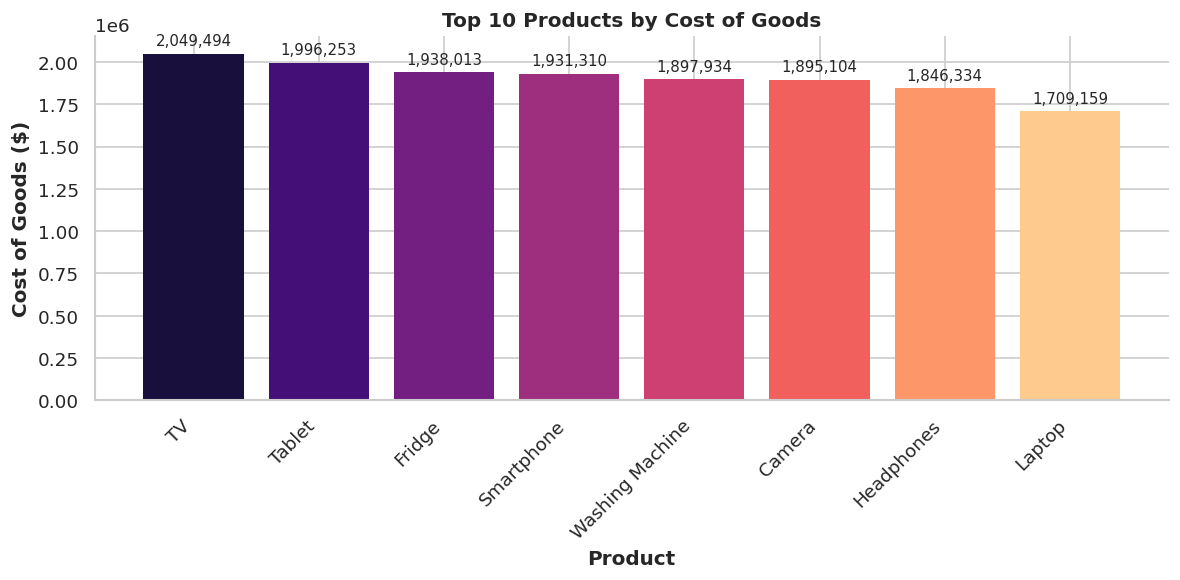 Top 10 Products by Cost of Goods
1e6
2,049,494
1,996,253
1,938,013
1,931,310
1,897,934
1,895,104
1,846,334
1,709,159
Cost of Goods ($)
2.00
1.75
1.50
1.25
1.00
0.75
0.50
0.25
0.00
TV
Tablet
Fridge
Smartphone
Washing Machine
Camera
Headphones
Laptop
Product